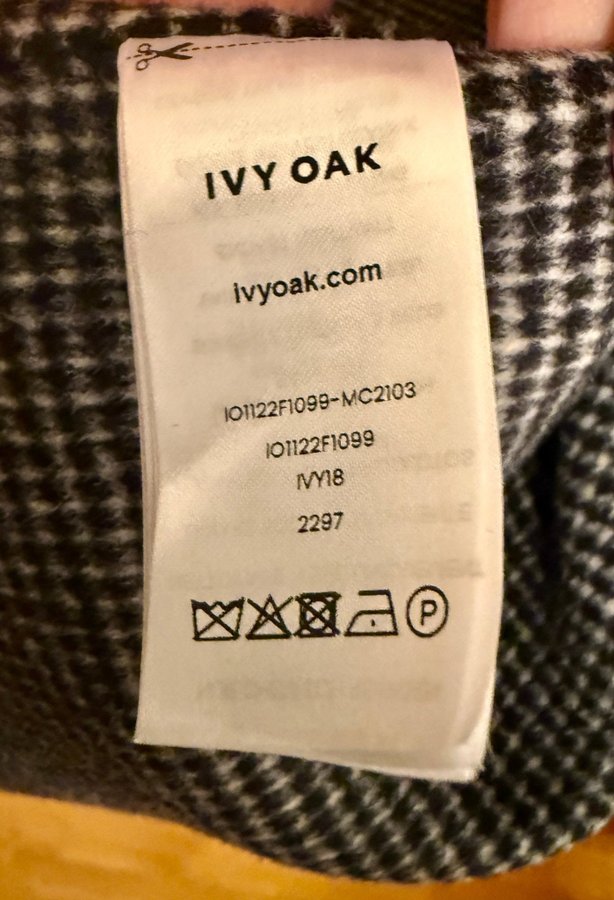 IVY OAK
ivyoak.com
IO1122F1099-MC2103
IO1122F1099
IVY18
2297
P